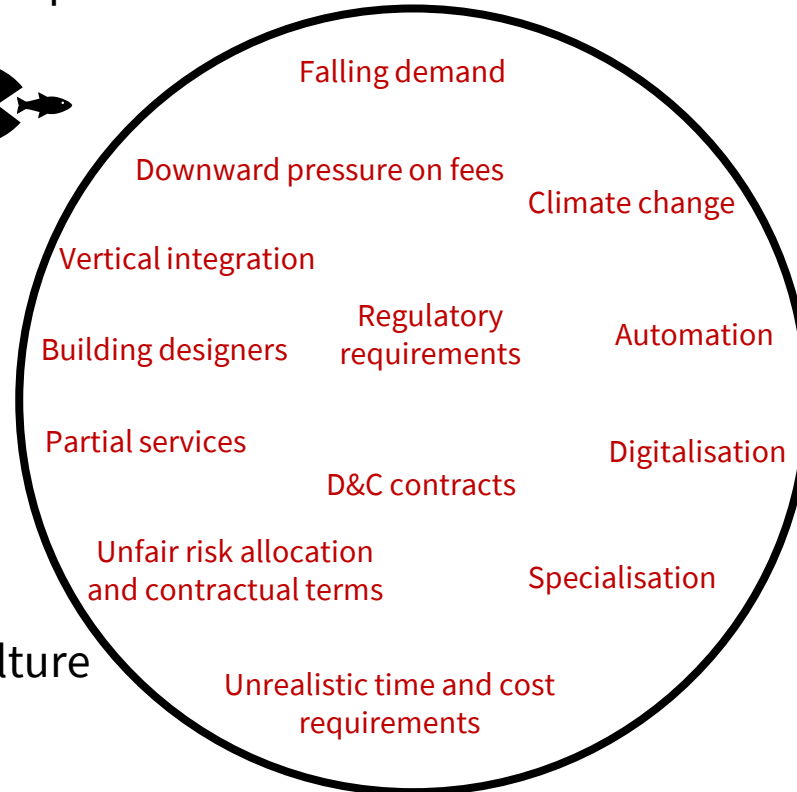 Falling demand
Downward pressure on fees
Climate change
Vertical integration
Regulatory
requirements
Automation
Building designers
Partial services
Digitalisation
D&C contracts
Unfair risk allocation
and contractual terms
Specialisation
lture
Unrealistic time and cost
requirements